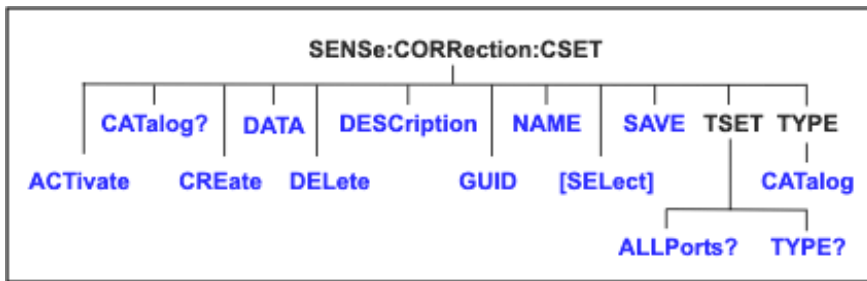 SENSe:CORRection:CSET
CATalog? DATA DESCription NAME SAVE TSET TYPE
ACTivate CREate DELete GUID [SELect] CATalog
ALLPorts? TYPE?